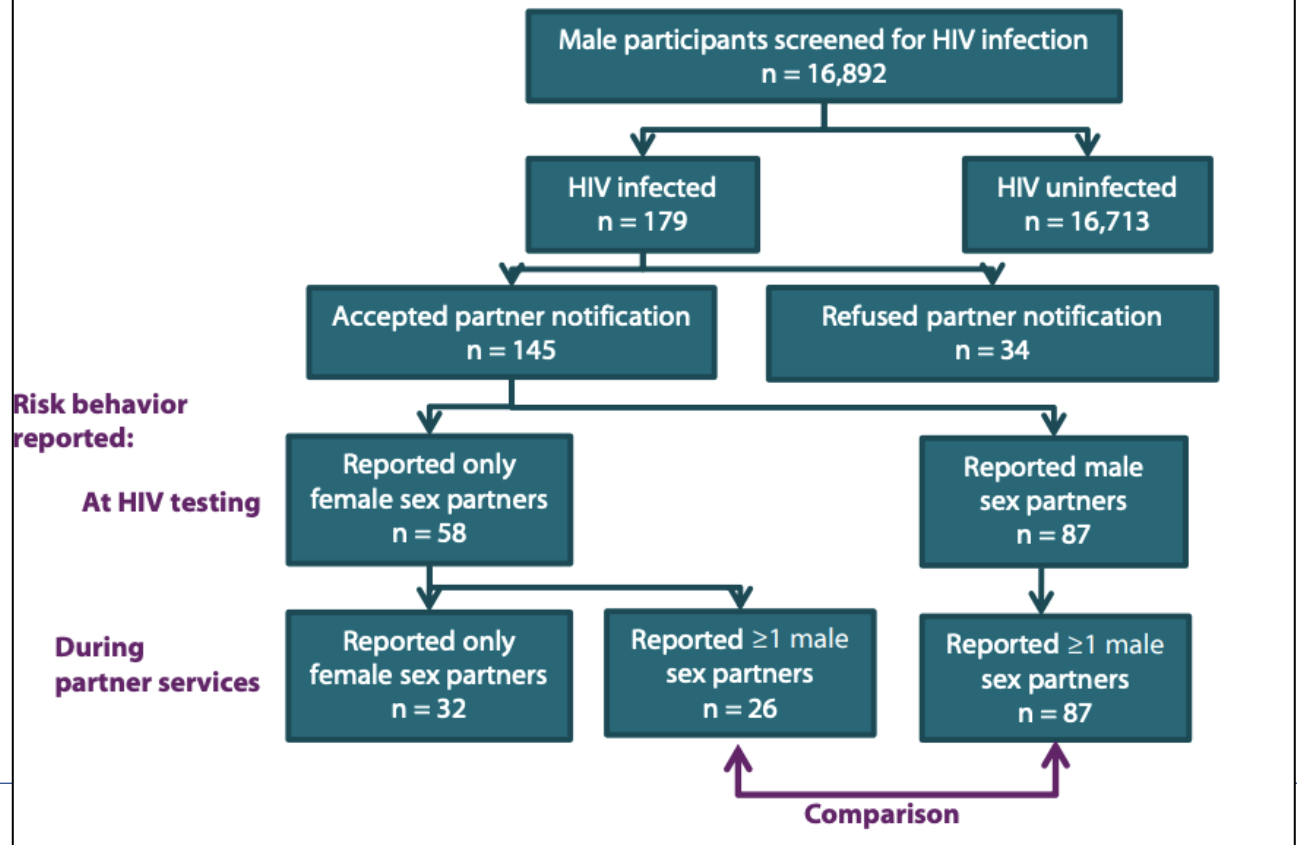 Male participants screened for HIV infection
n = 16,892
HIV infected
n = 179
HIV uninfected
n = 16,713
Accepted partner notification
n = 145
Refused partner notification
n = 34
Risk behavior
reported:
At HIV testing
Reported only
female sex partners
n = 58
Reported male
sex partners
n = 87
During
partner services
Reported only
female sex partners
n = 32
Reported ≥1 male
sex partners
n = 26
Reported ≥1 male
sex partners
n = 87
Comparison